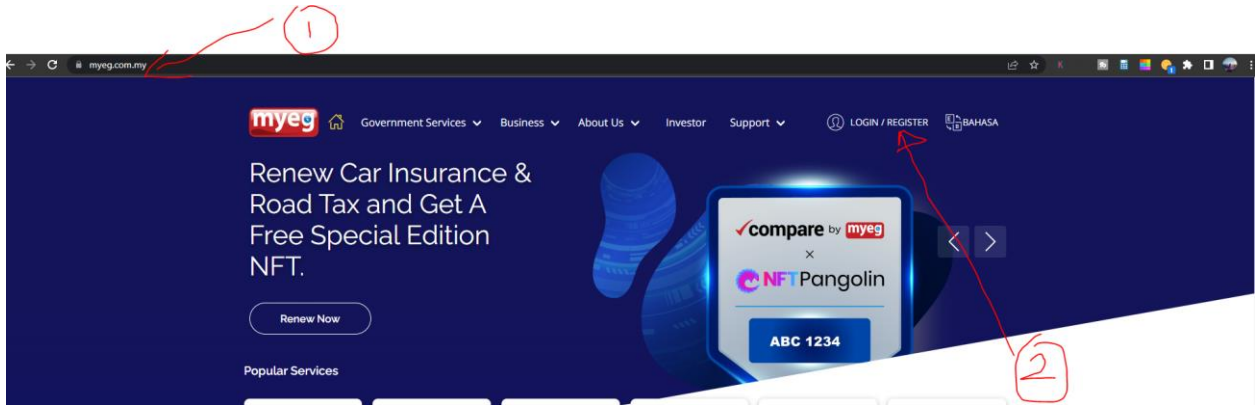 1
myeg.com.my
myeg Government Services Business About Us Investor Support LOGIN / REGISTER BAHASA
Renew Car Insurance &
Road Tax and Get A
Free Special Edition
NFT.
compare by myeg
×
NFTPangolin
Renew Now
ABC 1234
Popular Services
2